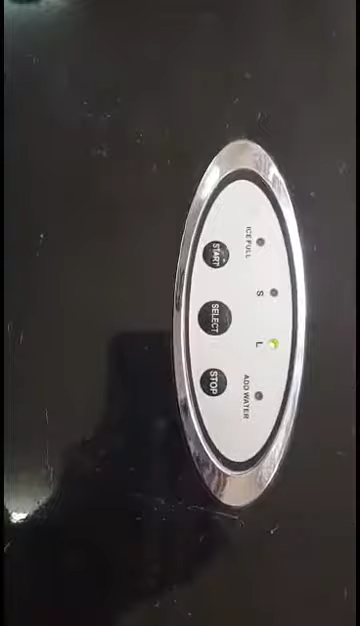 ICE FULL
S
L
ADD WATER
START
SELECT
STOP